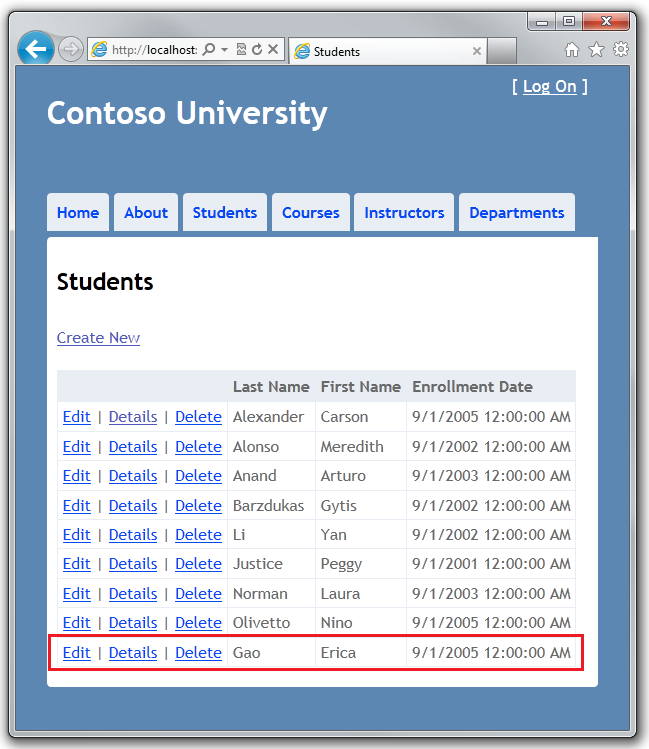 http://localhost:
Students
[ Log On ]
Contoso University
Home About Students Courses Instructors Departments
Students
Create New
Last Name First Name Enrollment Date
Edit | Details | Delete Alexander Carson 9/1/2005 12:00:00 AM
Edit | Details | Delete Alonso Meredith 9/1/2002 12:00:00 AM
Edit | Details | Delete Anand Arturo 9/1/2003 12:00:00 AM
Edit | Details | Delete Barzdukas Gytis 9/1/2002 12:00:00 AM
Edit | Details | Delete Li Yan 9/1/2002 12:00:00 AM
Edit | Details | Delete Justice Peggy 9/1/2001 12:00:00 AM
Edit | Details | Delete Norman Laura 9/1/2003 12:00:00 AM
Edit | Details | Delete Olivetto Nino 9/1/2005 12:00:00 AM
Edit | Details | Delete Gao Erica 9/1/2005 12:00:00 AM